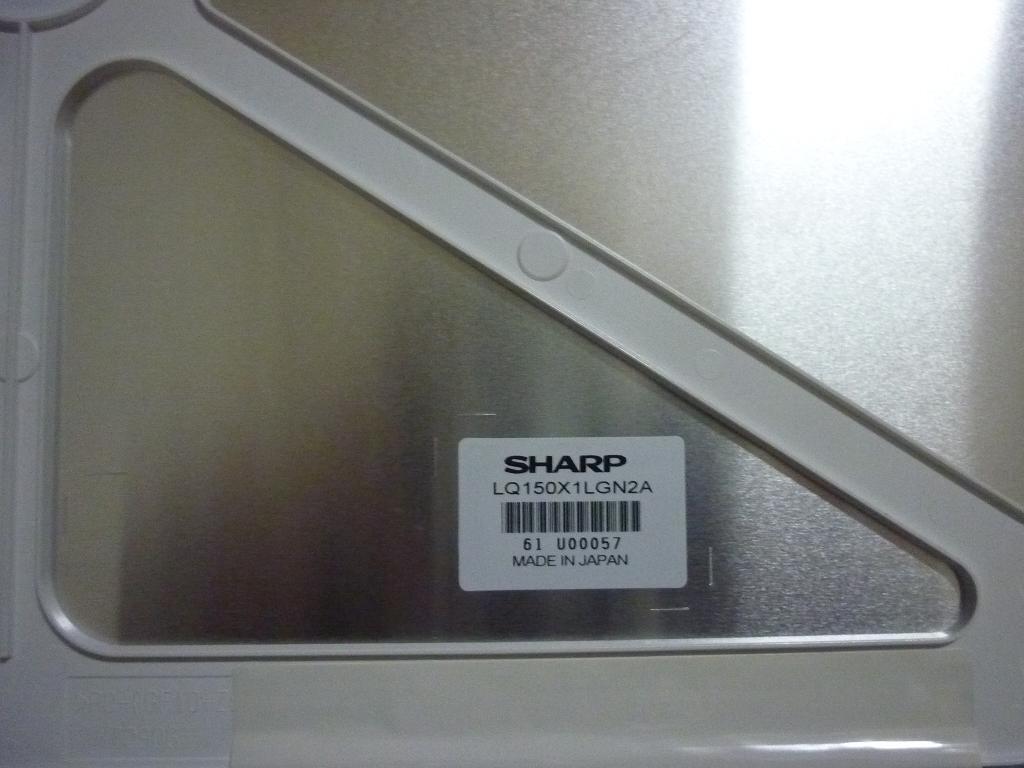 SHARP
LQ150X1LGN2A
61 U00057
MADE IN JAPAN